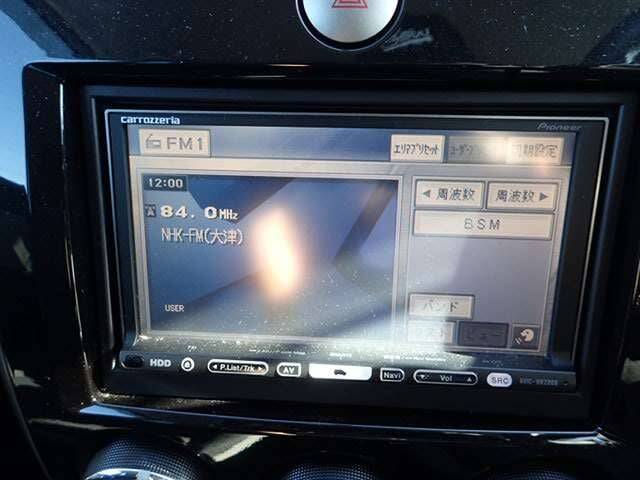 carrozzeria
Pioneer
FM1
エリアプリセット
初期設定
12:00
84.0MHz
NHK-FM(大津)
USER
◀ 周波数
周波数 ▶
BSM
バンド
HDD
◀ P.List/Trk ▶
AV
Navi
▼ Vol ▲
SRC